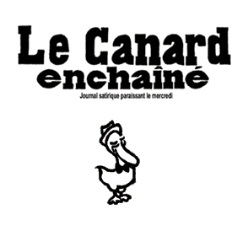 Le Canard
enchaîné
Journal satirique paraissant le mercredi